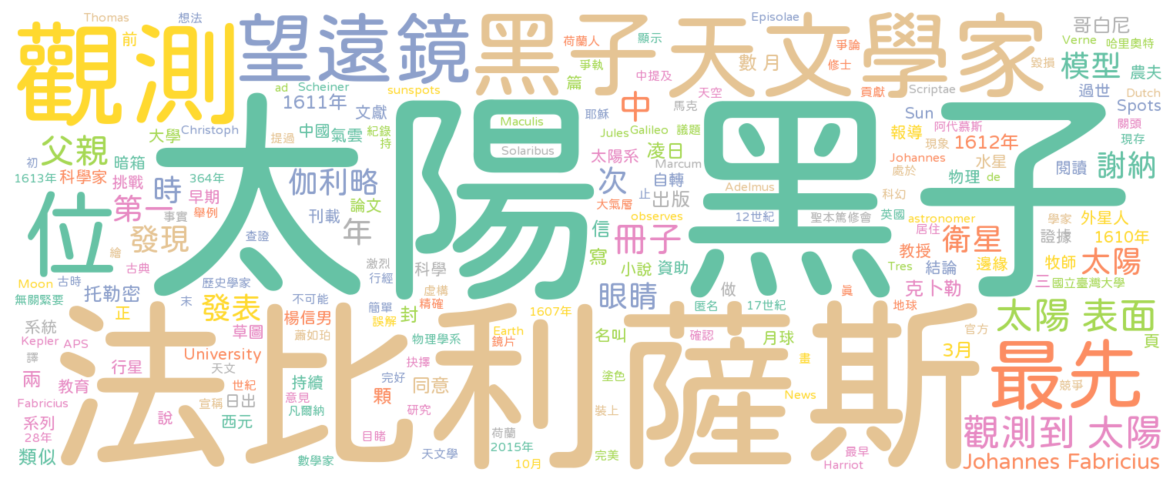 太陽 黑子
法比利薩斯
觀測
望遠鏡
黑子
天文學家
位
最先
太陽 表面
觀測到 太陽
Johannes Fabricius
Thomas
想法
前
荷蘭人
顯示
爭執
篇
中提及
數 月
Episolae
爭論
修士
貢獻
哥白尼
Verne
哈里奧特
毀損
模型
農夫
過世
Dutch
Scriptae
ad
Scheiner
1611年
sunspots
文獻
Christoph
中國
氣雲
紀錄
持
大學
提過
父親
暗箱
初
1613年
科學家
364年
挑戰
早期
第一
時
舉例
事實
查證
發現
繪
伽利略
論文
刊載
年
中
天空
馬克
耶穌
Maculis
Solaribus
Jules
Galileo
議題
太陽系
凌日
Marcum
次
自轉
Adelmus
止
出版
大氣層
信
observes
12世紀
聖本篤修會
冊子
寫
小說
資助
科幻
英國
Sun
Spots
報導
阿代慕斯
關頭
現象
1612年
現存
Johannes
水星
處於
物理
de
閱讀
謝納
astronomer
居住
學家
外星人
衛星
證據
1610年
教授
Tres
結論
邊緣
牧師
太陽
克卜勒
三
國立臺灣大學
眼睛
激烈
科學
行經
虛構
簡單
精確
封
誤解
1607年
做
匿名
17世紀
眞
地球
名叫
Earth
鏡片
確認
月球
畫
官方
3月
頁
Moon
古時
古典
歷史學家
無關緊要
托勒密
末
不可能
發表
正
楊信男
蕭如珀
草圖
系統
Kepler
APS
譯
行星
University
天文
物理學系
抉擇
兩
教育
世紀
持續
完好
意見
顆
同意
塗色
News
競爭
Fabricius
宣稱
日出
凡爾納
研究
裝上
系列
說
西元
28年
目睹
荷蘭
2015年
類似
數學家
天文學
10月
完美
最早
Harriot